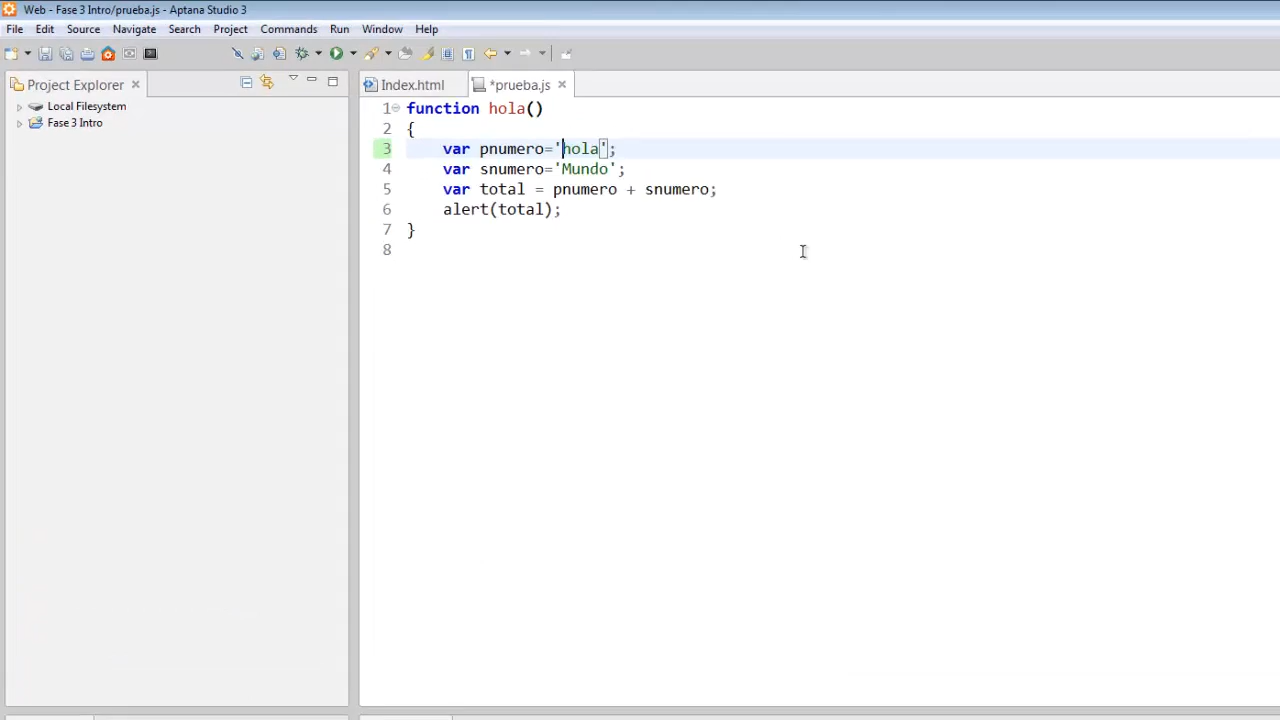 Web - Fase 3 Intro/prueba.js - Aptana Studio 3
File Edit Source Navigate Search Project Commands Run Window Help
Project Explorer
Index.html
*prueba.js
Local Filesystem
Fase 3 Intro
1 function hola()
2 {
3 var pnumero='hola';
4 var snumero='Mundo';
5 var total = pnumero + snumero;
6 alert(total);
7 }
8